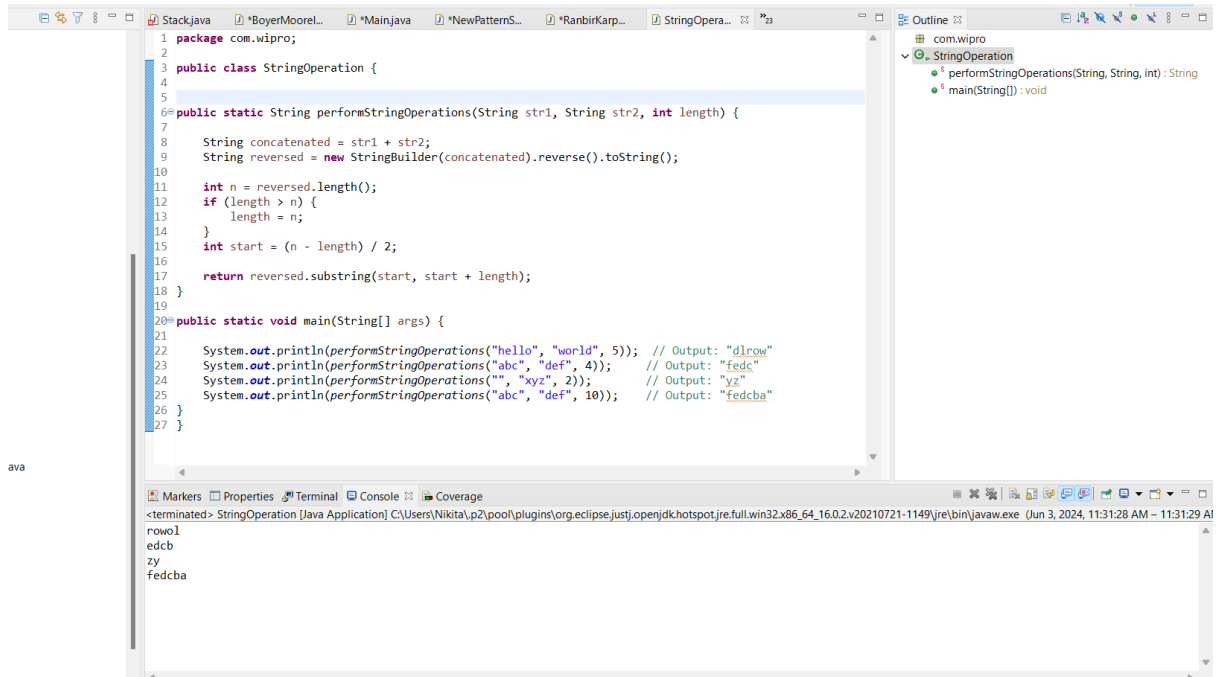 Stack.java *BoyerMoorel... *Main.java *NewPatternS... *RanbirKarp... StringOpera... »23
Outline
1 package com.wipro;
2
3 public class StringOperation {
4
5
6 public static String performStringOperations(String str1, String str2, int length) {
7
8 String concatenated = str1 + str2;
9 String reversed = new StringBuilder(concatenated).reverse().toString();
10
11 int n = reversed.length();
12 if (length > n) {
13 length = n;
14 }
15 int start = (n - length) / 2;
16
17 return reversed.substring(start, start + length);
18 }
19
20 public static void main(String[] args) {
21
22 System.out.println(performStringOperations("hello", "world", 5)); // Output: "dlrow"
23 System.out.println(performStringOperations("abc", "def", 4)); // Output: "fedc"
24 System.out.println(performStringOperations("", "xyz", 2)); // Output: "yz"
25 System.out.println(performStringOperations("abc", "def", 10)); // Output: "fedcba"
26 }
27 }
com.wipro
StringOperation
performStringOperations(String, String, int) : String
main(String[]) : void
ava
Markers Properties Terminal Console Coverage
<terminated> StringOperation [Java Application] C:\Users\Nikita\.p2\pool\plugins\org.eclipse.justj.openjdk.hotspot.jre.full.win32.x86_64_16.0.2.v20210721-1149\jre\bin\javaw.exe (Jun 3, 2024, 11:31:28 AM – 11:31:29 AM
rowol
edcb
zy
fedcba